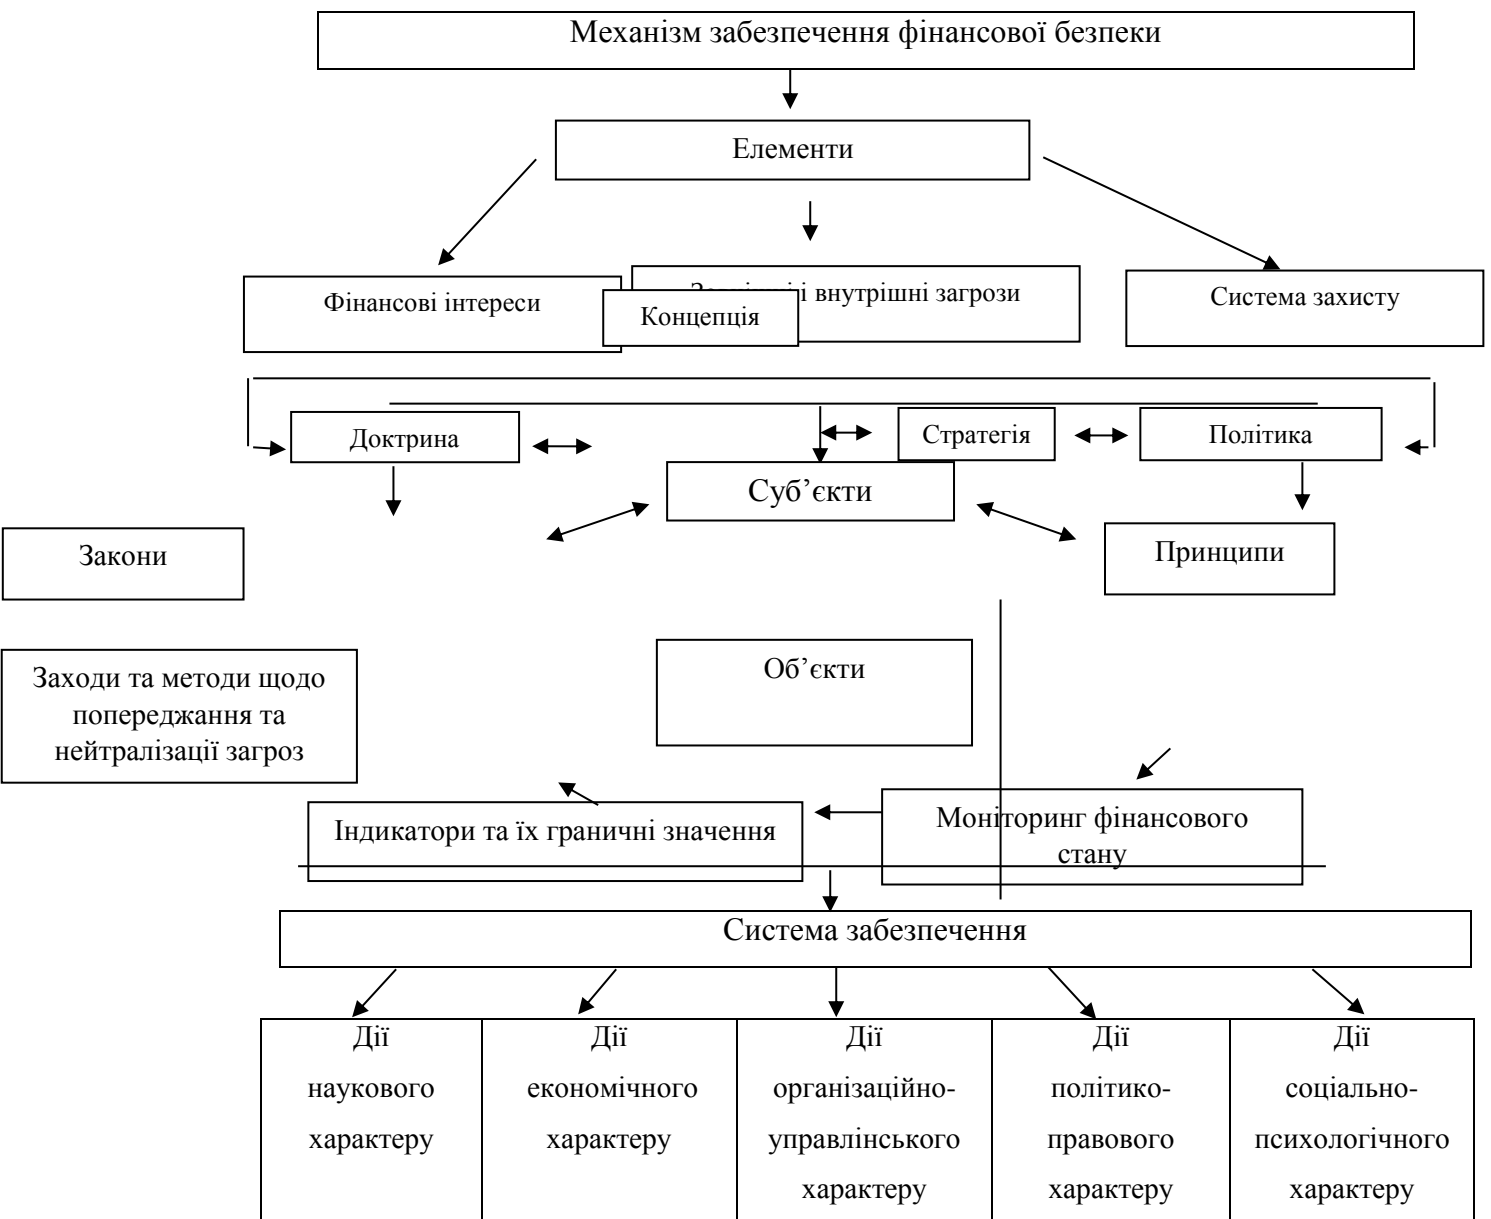 Механізм забезпечення фінансової безпеки
Елементи
Фінансові інтереси
і внутрішні загрози
Система захисту
Концепція
Доктрина
Стратегія
Політика
Суб’єкти
Закони
Принципи
Заходи та методи щодо
попереджання та
нейтралізації загроз
Об’єкти
Індикатори та їх граничні значення
Моніторинг фінансового
стану
Система забезпечення
Дії
наукового
характеру
Дії
економічного
характеру
Дії
організаційно-
управлінського
характеру
Дії
політико-
правового
характеру
Дії
соціально-
психологічного
характеру